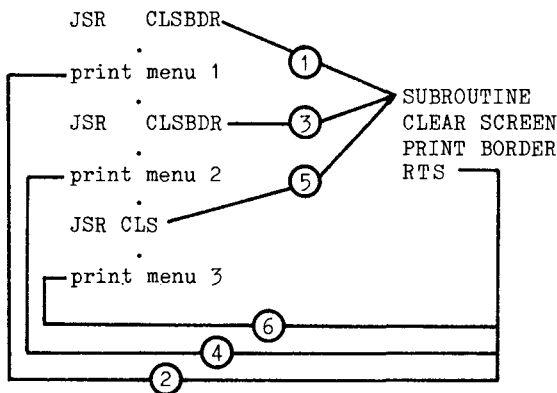 JSR CLSBDR
print menu 1
JSR CLSBDR
print menu 2
JSR CLS
print menu 3
1
3
5
SUBROUTINE
CLEAR SCREEN
PRINT BORDER
RTS
6
4
2